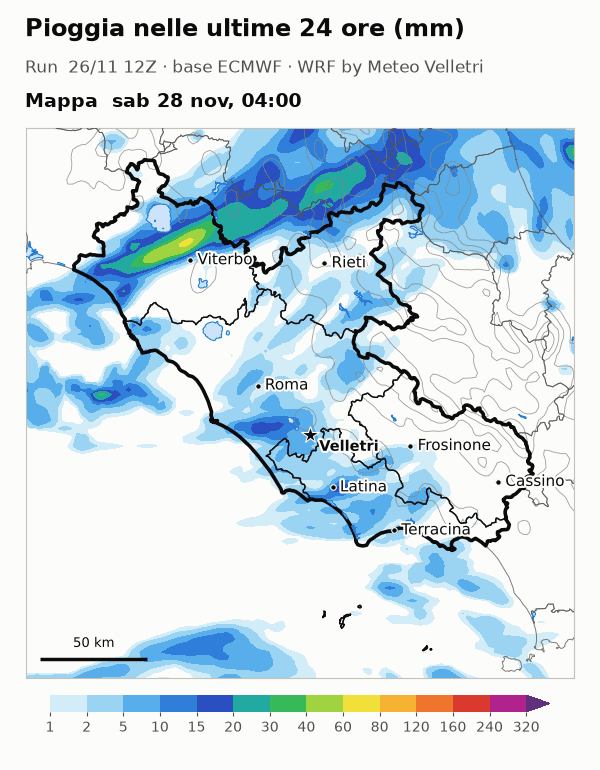 Pioggia nelle ultime 24 ore (mm)
Run  26/11 12Z · base ECMWF · WRF by Meteo Velletri
Mappa  sab 28 nov, 04:00
Viterbo
Rieti
Roma
Velletri
Frosinone
Latina
Cassino
Terracina
50 km
1 2 5 10 15 20 30 40 60 80 120 160 240 320